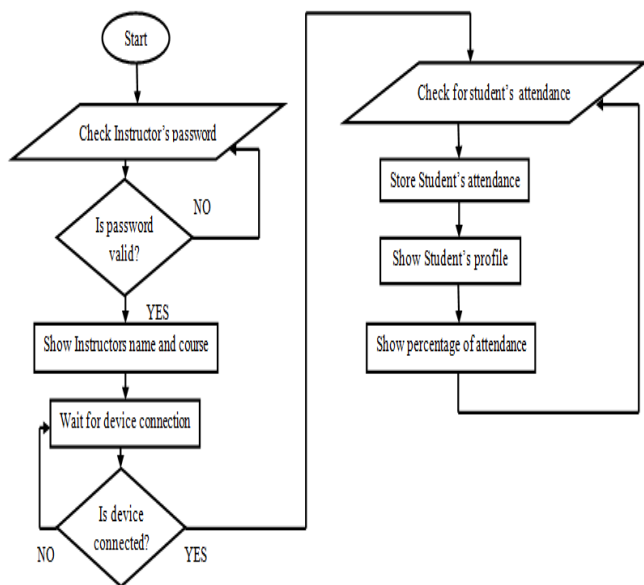 Start
Check Instructor's password
NO
Is password
valid?
YES
Show Instructors name and course
Wait for device connection
Is device
connected?
NO
YES
Check for student's attendance
Store Student's attendance
Show Student's profile
Show percentage of attendance